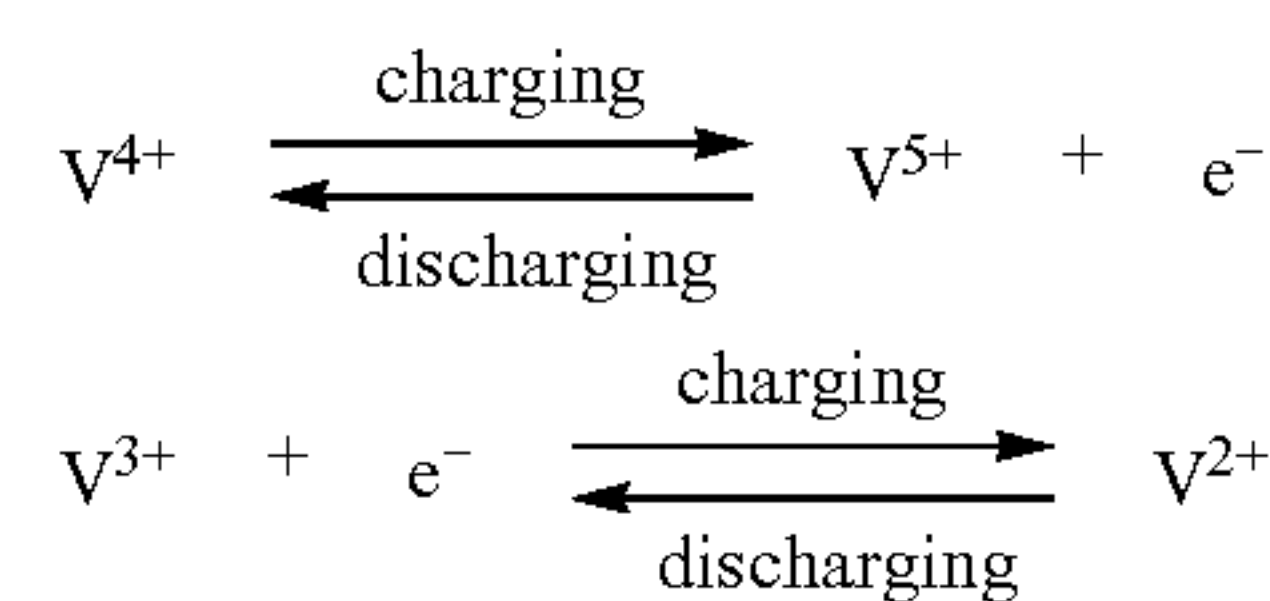 charging
V⁴⁺ V⁵⁺ + e⁻
discharging
charging
V³⁺ + e⁻ V²⁺
discharging